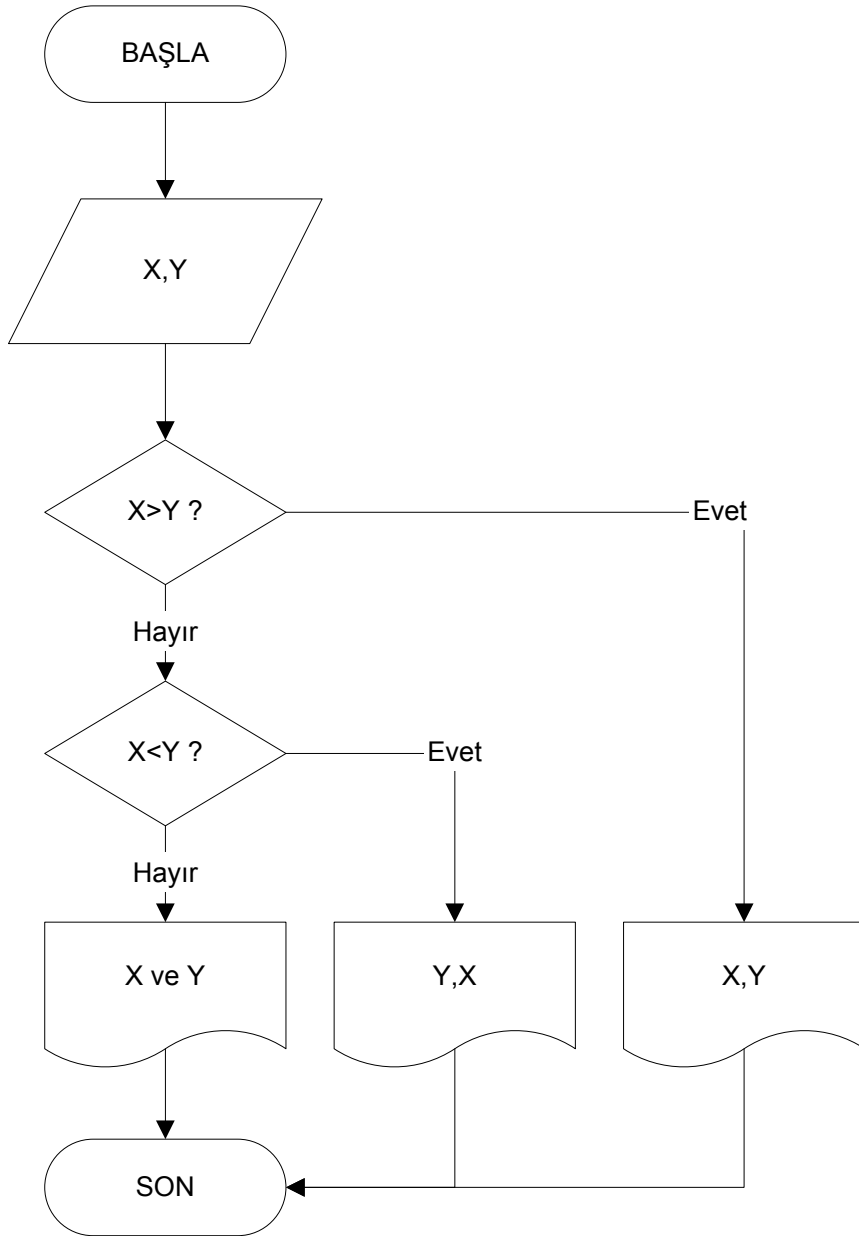 BAŞLA
X,Y
X>Y ?
Evet
Hayır
X<Y ?
Evet
Hayır
X ve Y
Y,X
X,Y
SON